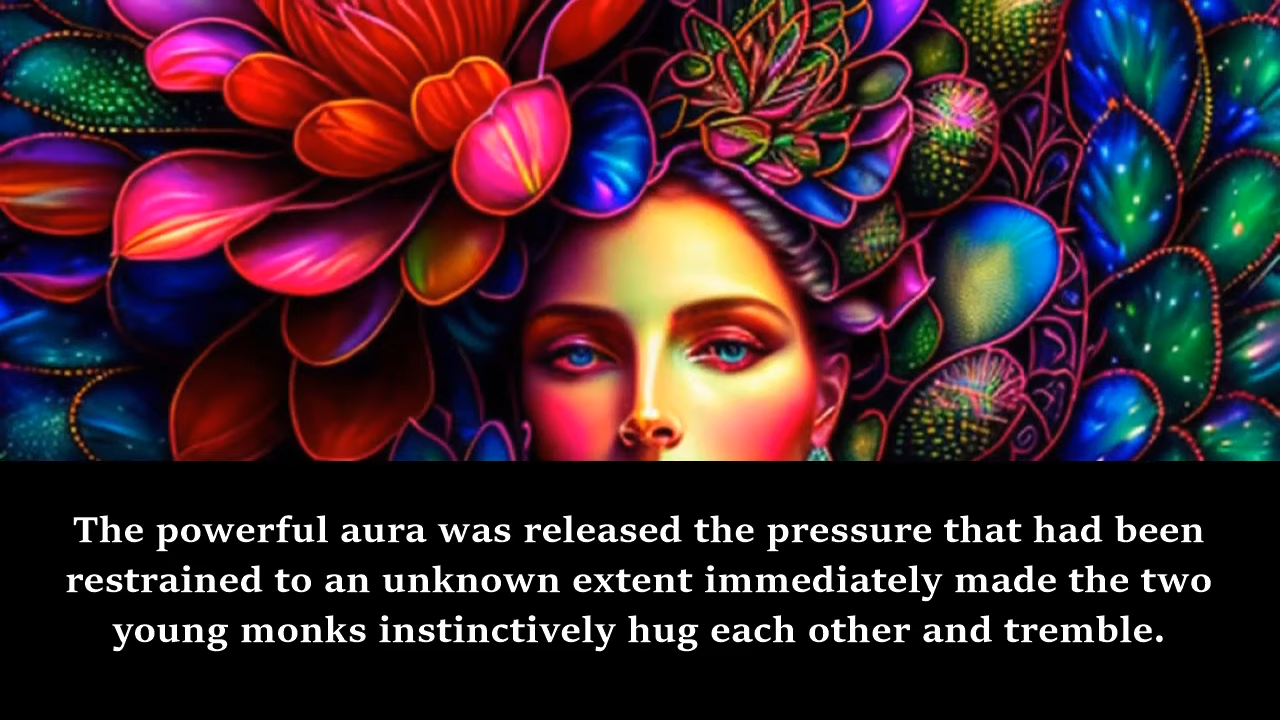 The powerful aura was released the pressure that had been
restrained to an unknown extent immediately made the two
young monks instinctively hug each other and tremble.